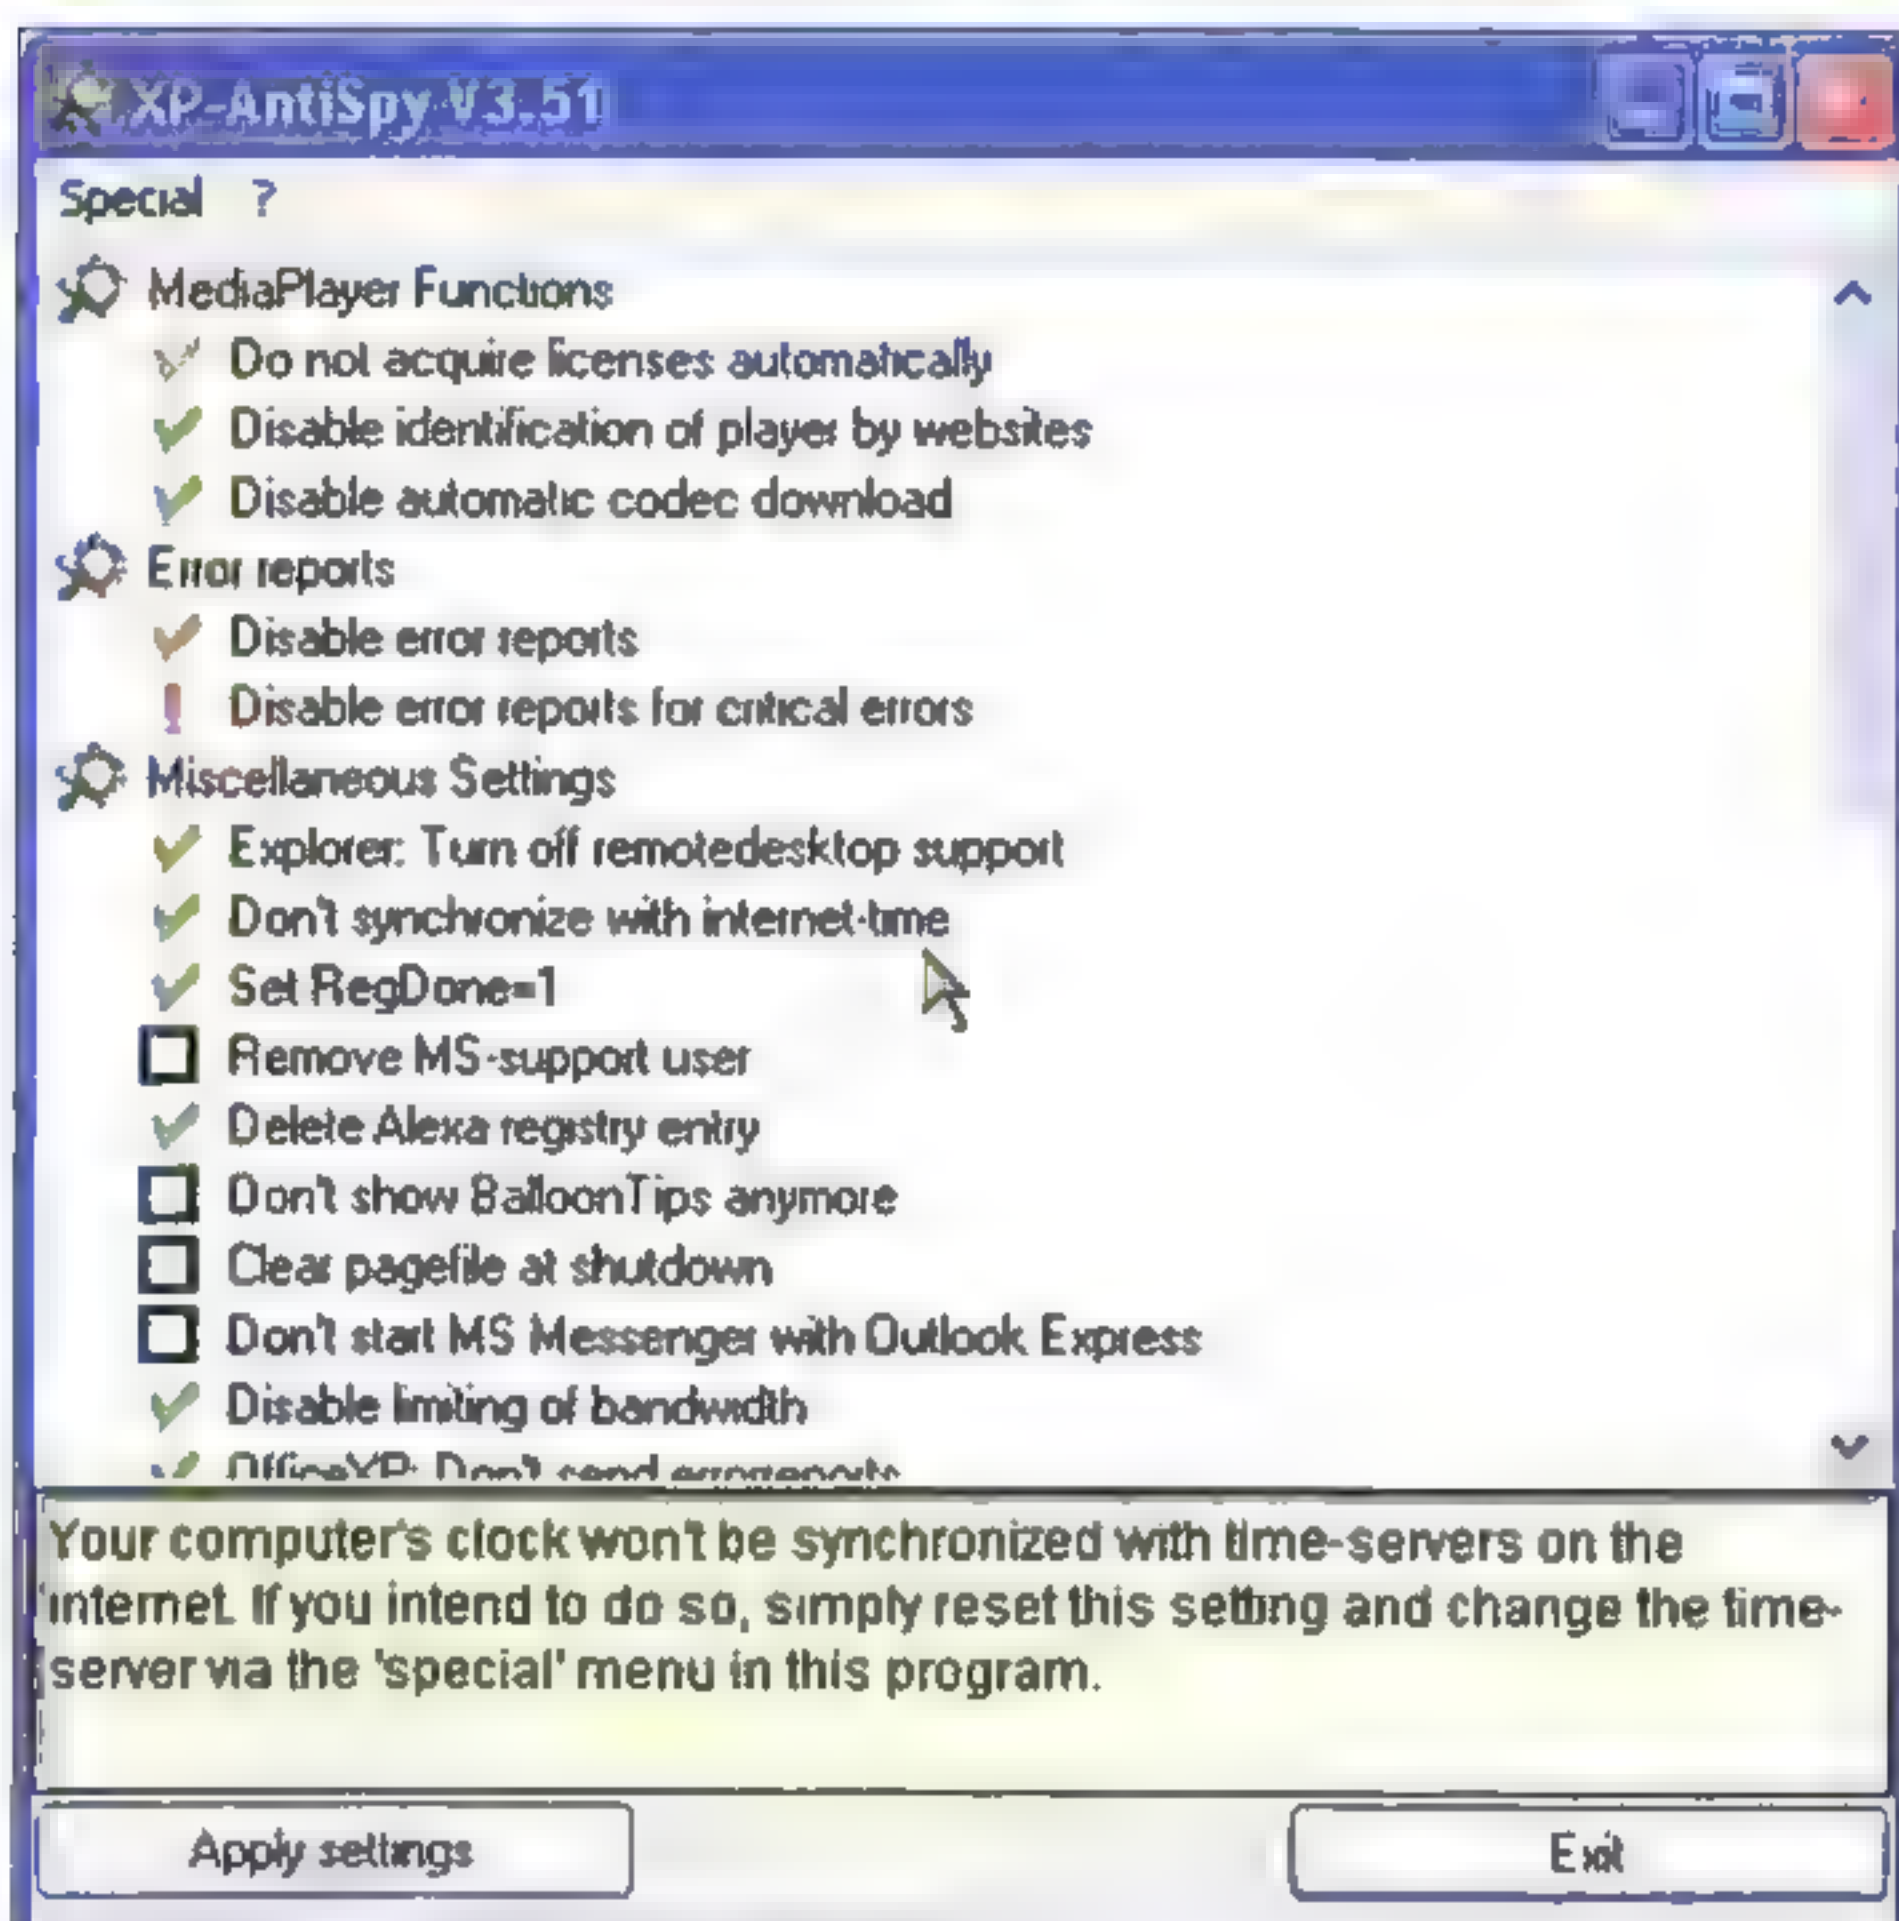 XP-AntiSpy V3.51
Special ?
MediaPlayer Functions
Do not acquire licenses automatically
Disable identification of player by websites
Disable automatic codec download
Error reports
Disable error reports
Disable error reports for critical errors
Miscellaneous Settings
Explorer: Turn off remotedesktop support
Don't synchronize with internet-time
Set RegDone=1
Remove MS-support user
Delete Alexa registry entry
Don't show BalloonTips anymore
Clear pagefile at shutdown
Don't start MS Messenger with Outlook Express
Disable limiting of bandwidth
OfficeXP: Don't send errorreports
Your computer's clock won't be synchronized with time-servers on the
internet. If you intend to do so, simply reset this setting and change the time-
server via the 'special' menu in this program.
Apply settings
Exit